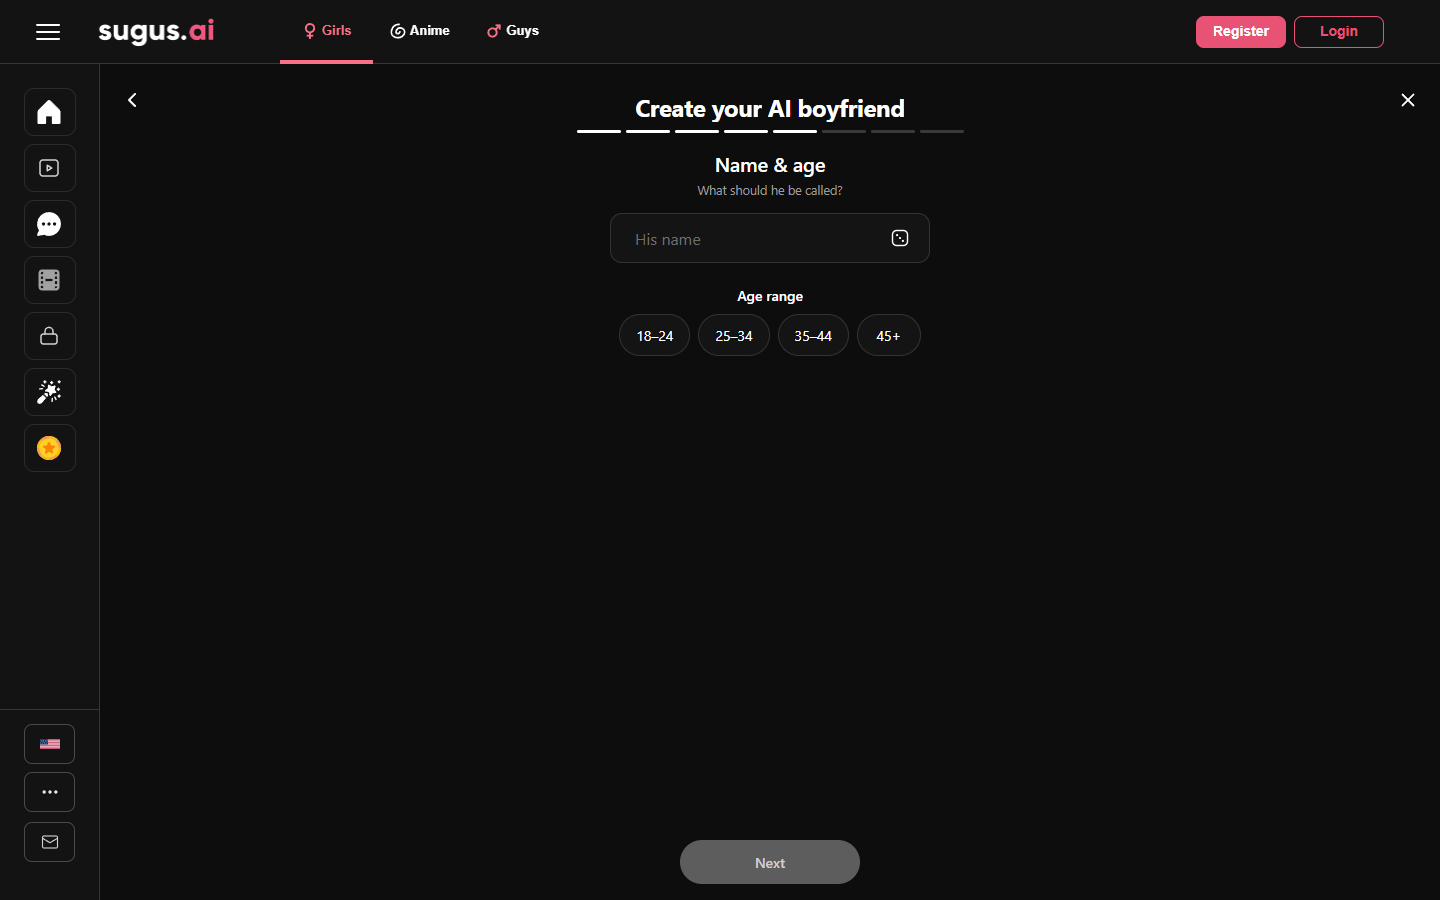 sugus.ai
Girls
Anime
Guys
Register
Login
Create your AI boyfriend
Name & age
What should he be called?
His name
Age range
18–24
25–34
35–44
45+
Next